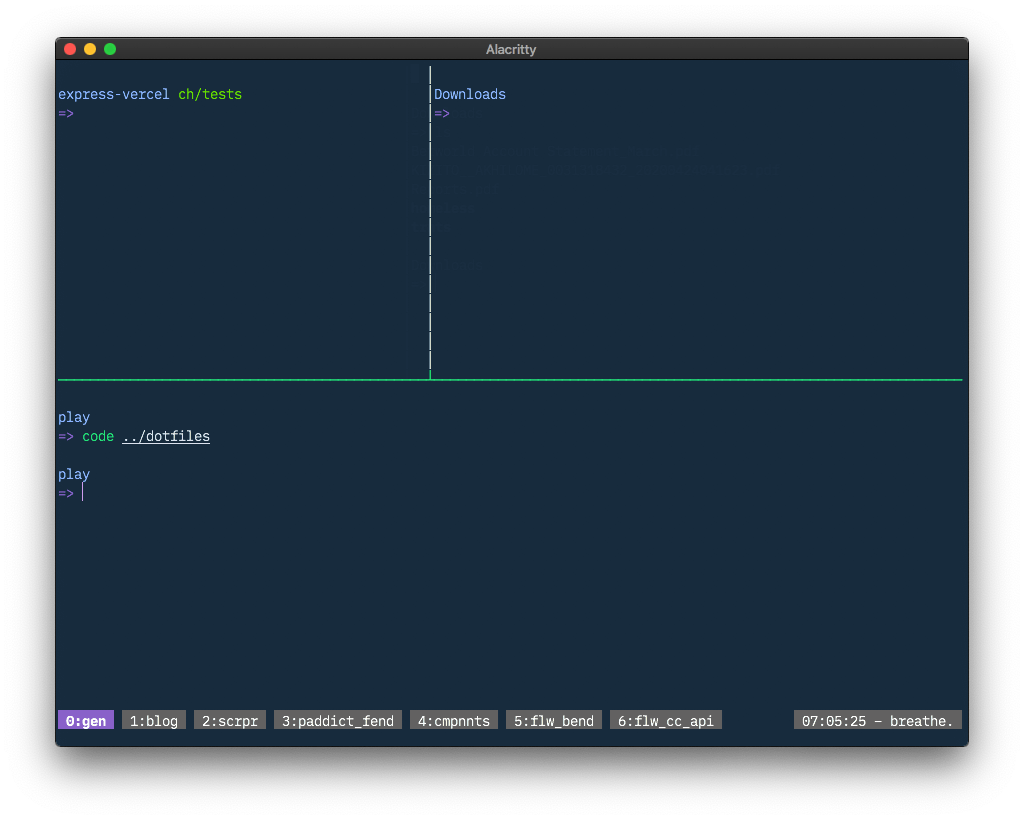 Alacritty
express-vercel ch/tests
=>
Downloads
=>
play
=> code ../dotfiles
play
=>
0:gen 1:blog 2:scrpr 3:paddict_fend 4:cmpnnts 5:flw_bend 6:flw_cc_api 07:05:25 - breathe.